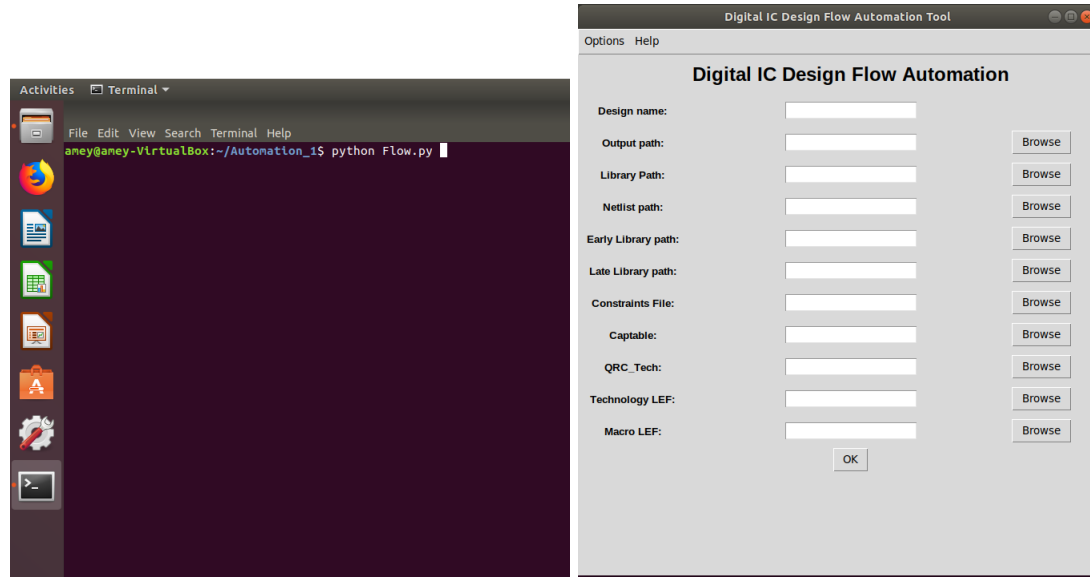 Activities Terminal
File Edit View Search Terminal Help
amey@amey-VirtualBox:~/Automation_1$ python Flow.py
Digital IC Design Flow Automation Tool
Options Help
Digital IC Design Flow Automation
Design name:
Output path: Browse
Library Path: Browse
Netlist path: Browse
Early Library path: Browse
Late Library path: Browse
Constraints File: Browse
Captable: Browse
QRC_Tech: Browse
Technology LEF: Browse
Macro LEF: Browse
OK